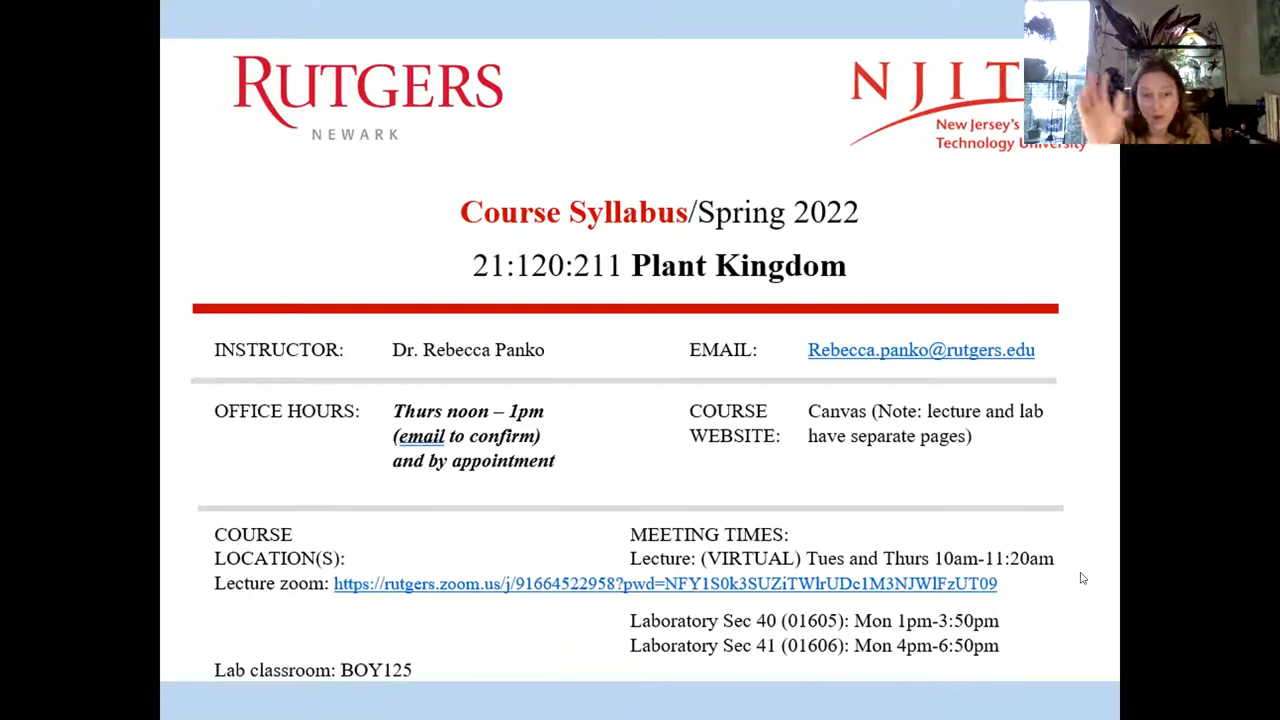 RUTGERS
NEWARK
NJIT
New Jersey's
Technology University
Course Syllabus/Spring 2022
21:120:211 Plant Kingdom
INSTRUCTOR: Dr. Rebecca Panko EMAIL: Rebecca.panko@rutgers.edu
OFFICE HOURS: Thurs noon – 1pm COURSE Canvas (Note: lecture and lab
(email to confirm) WEBSITE: have separate pages)
and by appointment
COURSE MEETING TIMES:
LOCATION(S): Lecture: (VIRTUAL) Tues and Thurs 10am-11:20am
Lecture zoom: https://rutgers.zoom.us/j/91664522958?pwd=NFY1S0k3SUZiTWlrUDc1M3NJWlFzUT09
Laboratory Sec 40 (01605): Mon 1pm-3:50pm
Laboratory Sec 41 (01606): Mon 4pm-6:50pm
Lab classroom: BOY125